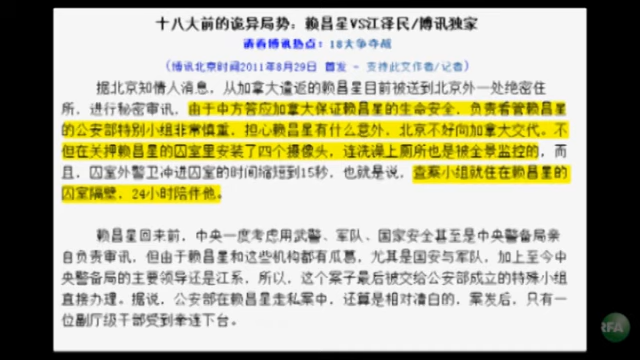 十八大前的诡异局势：赖昌星VS江泽民/博讯独家
请看博讯热点：18大争夺战
(博讯北京时间2011年8月29日 首发 - 支持此文作者/记者)
据北京知情人消息，从加拿大遣返的赖昌星目前被送到北京外一处绝密住
所，进行秘密审讯，由于中方答应加拿大保证赖昌星的生命安全，负责看管赖昌星
的公安部特别小组非常慎重，担心赖昌星有什么意外，北京不好向加拿大交代。不
但在关押赖昌星的囚室里安装了四个摄像头，连洗澡上厕所也是被全景监控的，而
且，囚室外警卫冲进囚室的时间缩短到15秒，也就是说，查察小组就住在赖昌星的
囚室隔壁，24小时陪伴他。
赖昌星回来前，中央一度考虑用武警、军队、国家安全甚至是中央警备局亲
自负责审讯，但由于赖昌星和这些机构都有瓜葛，尤其是国安与军队，加上至今中
央警备局的主要领导还是江系，所以，这个案子最后被交给公安部成立的特殊小组
直接办理。据说，公安部在赖昌星走私案中，还算是相对清白的，案发后，只有一
位副厅级干部受到牵连下台。
RFA